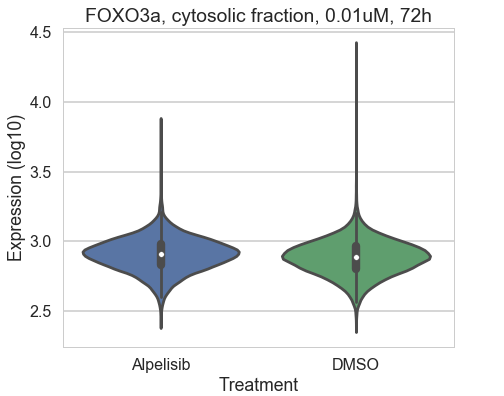 FOXO3a, cytosolic fraction, 0.01uM, 72h
4.5
4.0
3.5
3.0
2.5
Expression (log10)
Alpelisib DMSO
Treatment